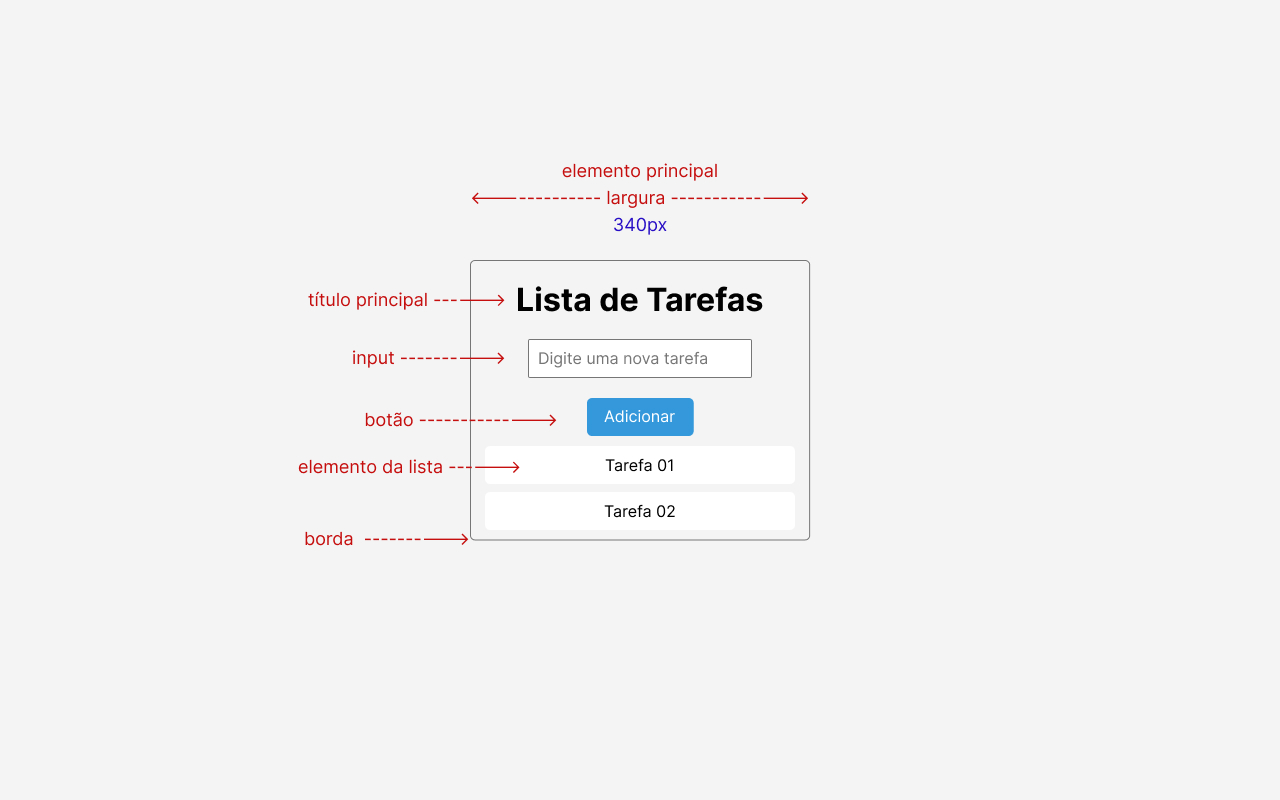 elemento principal
largura
340px
título principal
Lista de Tarefas
input
Digite uma nova tarefa
botão
Adicionar
elemento da lista
Tarefa 01
Tarefa 02
borda